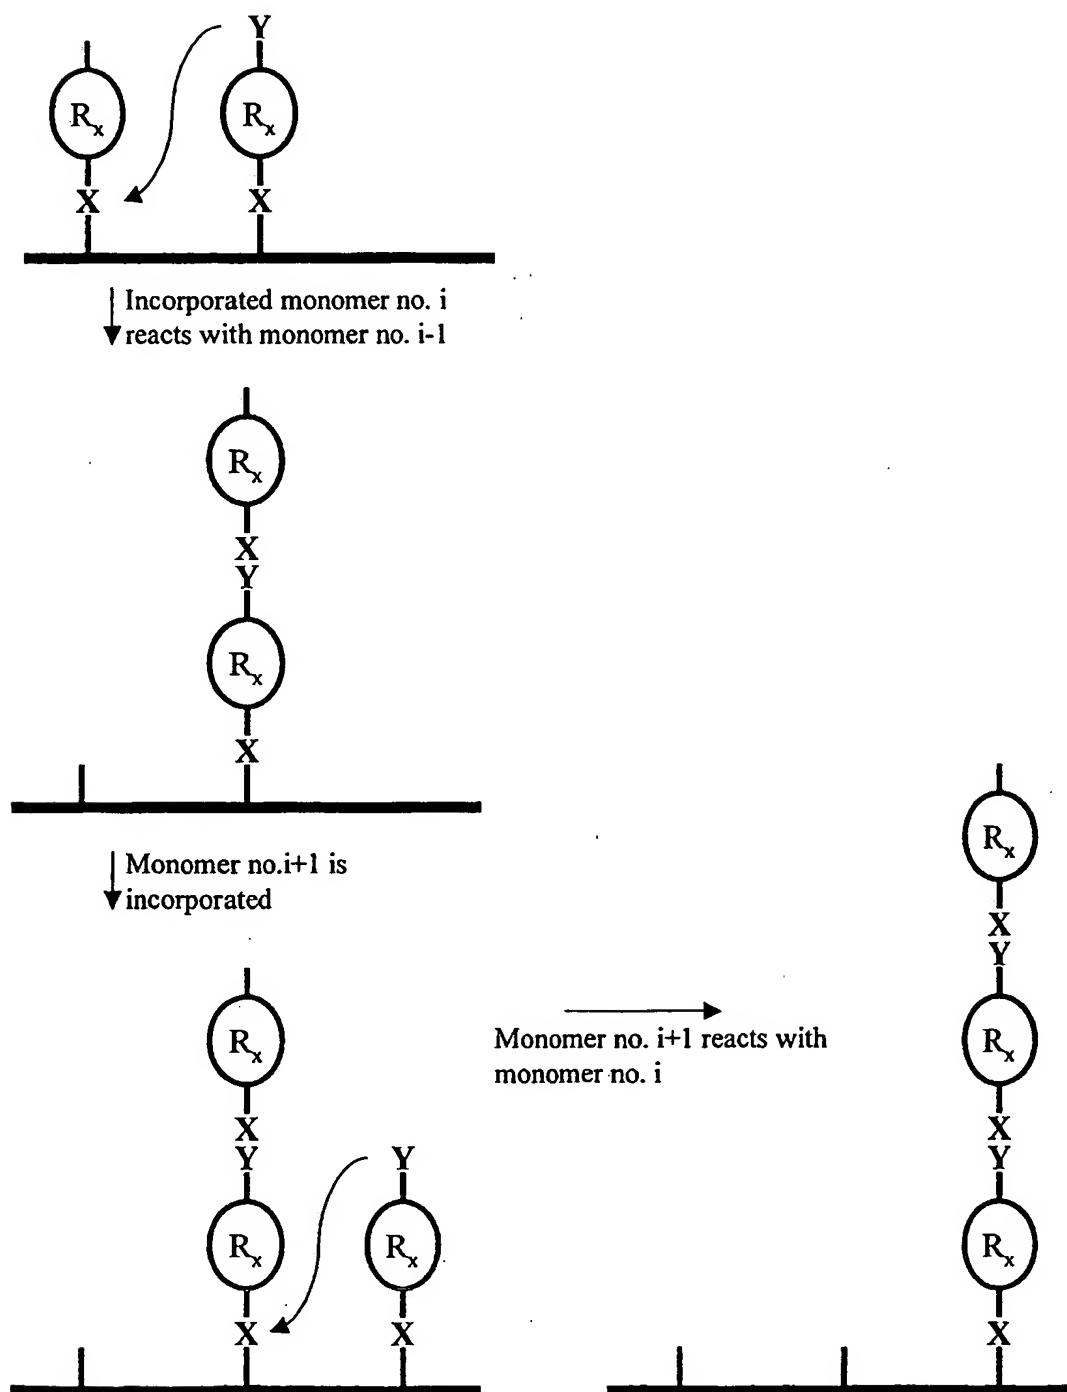 Y
Rx Rx
X X
Incorporated monomer no. i
reacts with monomer no. i-1
Rx
X
Y
Rx
X
Monomer no.i+1 is
incorporated
Rx
X
Y Y
Rx Rx
X X
Monomer no. i+1 reacts with
monomer no. i
Rx
X
Y
Rx
X
Y
Rx
X